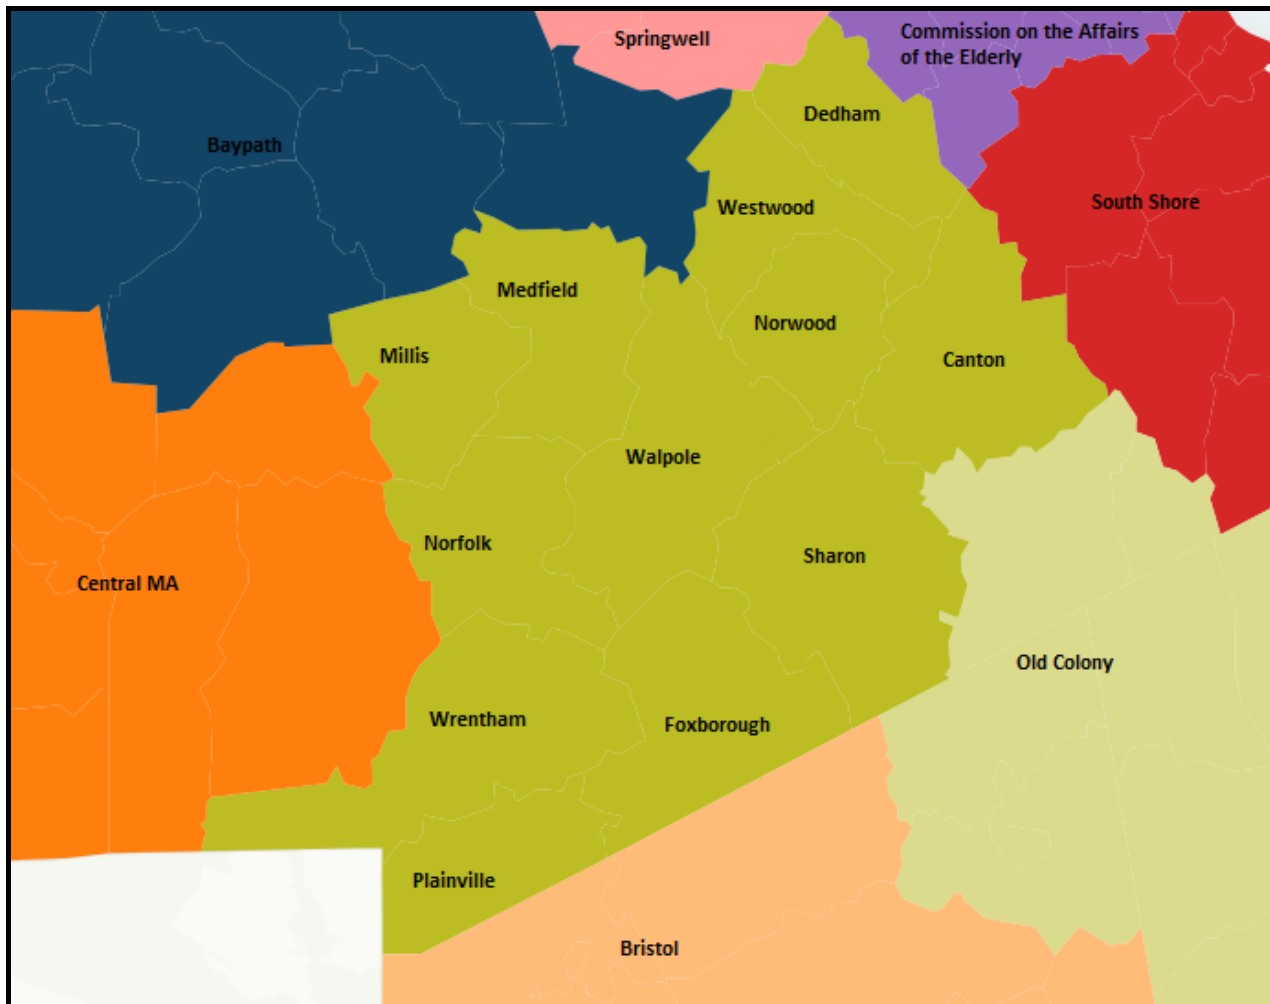 Springwell
Commission on the Affairs
of the Elderly
Dedham
Baypath
South Shore
Westwood
Medfield
Norwood
Millis
Canton
Walpole
Norfolk
Sharon
Central MA
Old Colony
Wrentham
Foxborough
Plainville
Bristol